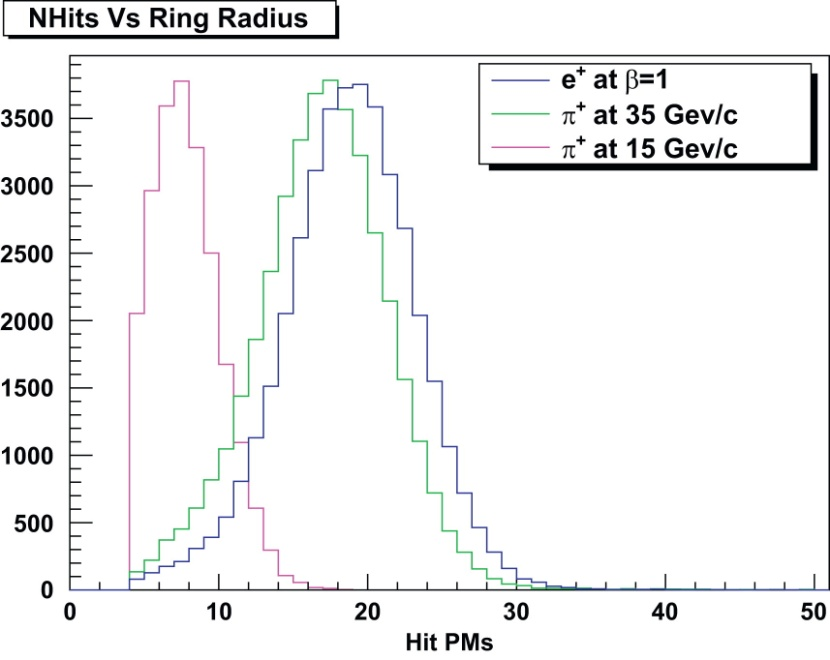 NHits Vs Ring Radius
e+ at β=1
π+ at 35 Gev/c
π+ at 15 Gev/c
3500
3000
2500
2000
1500
1000
500
0
0 10 20 30 40 50
Hit PMs